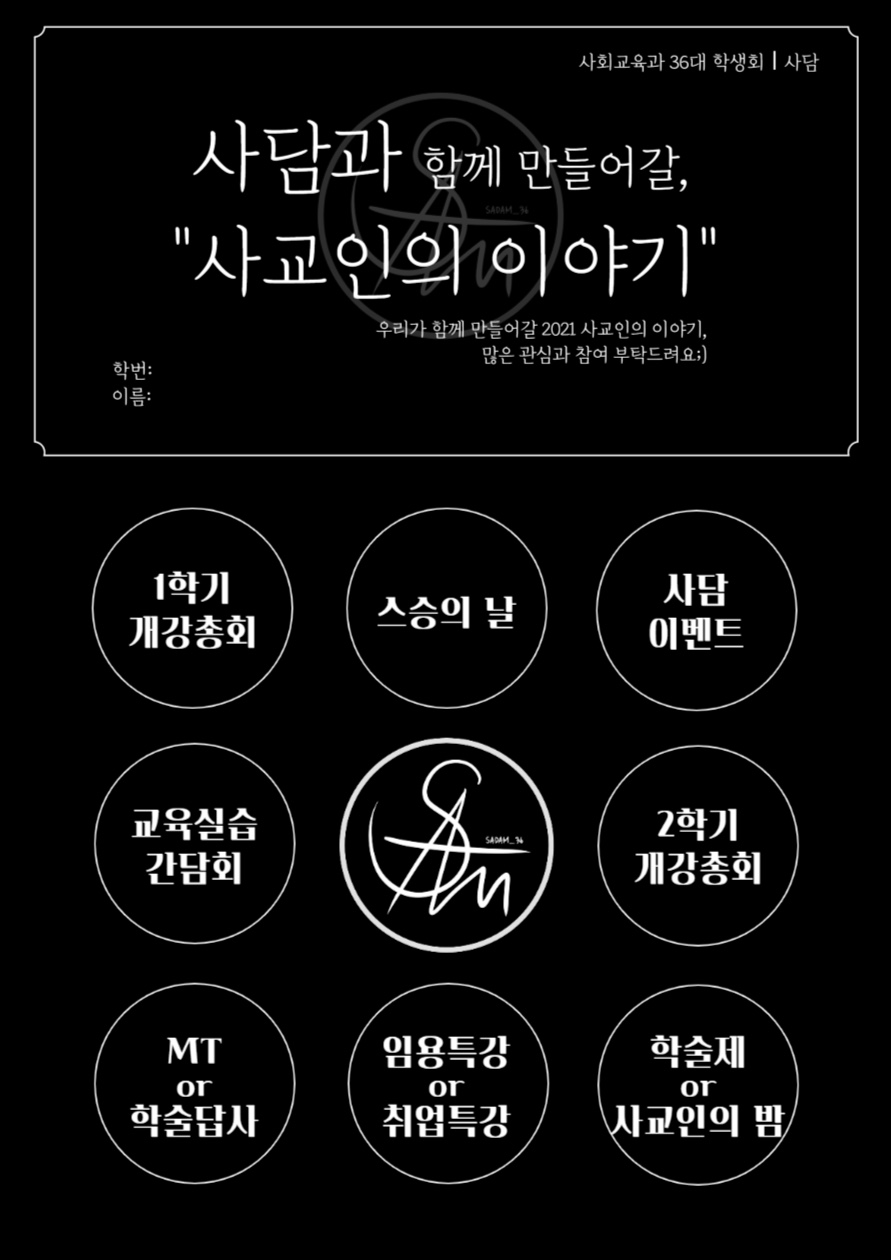 사회교육과 36대 학생회 | 사담
사담과 함께 만들어갈,
SADAM_36
"사교인의 이야기"
우리가 함께 만들어갈 2021 사교인의 이야기,
많은 관심과 참여 부탁드려요;)
학번:
이름:
1학기
개강총회
스승의 날
사담
이벤트
교육실습
간담회
SADAM_36
2학기
개강총회
MT
or
학술답사
임용특강
or
취업특강
학술제
or
사교인의 밤